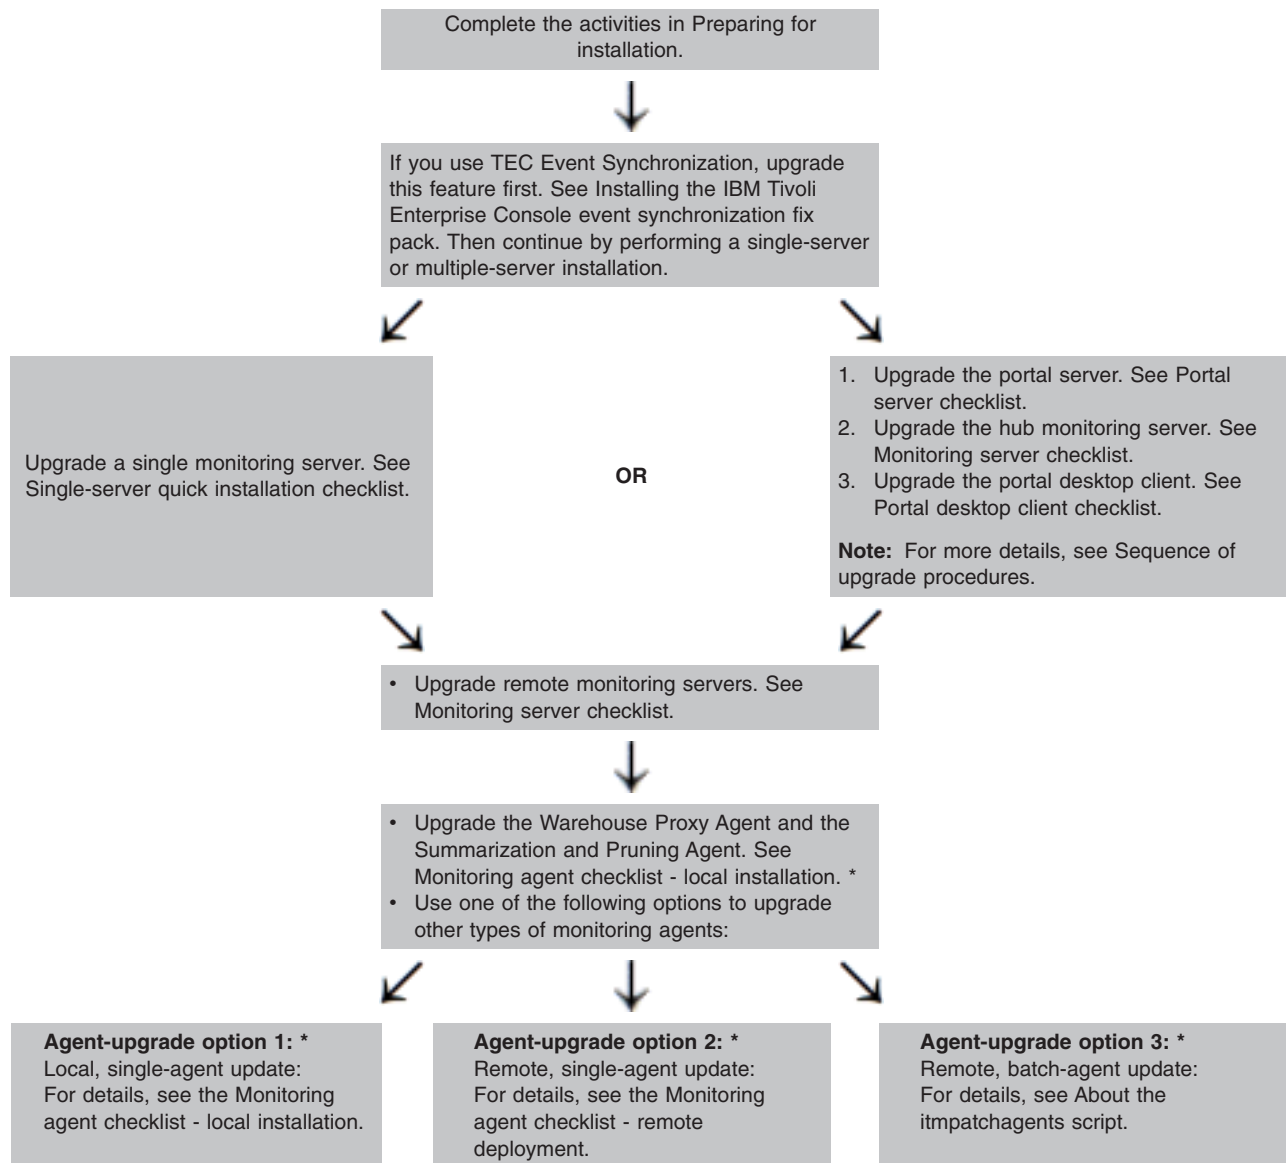 Complete the activities in Preparing for
installation.
If you use TEC Event Synchronization, upgrade
this feature first. See Installing the IBM Tivoli
Enterprise Console event synchronization fix
pack. Then continue by performing a single-server
or multiple-server installation.
Upgrade a single monitoring server. See
Single-server quick installation checklist.
OR
1. Upgrade the portal server. See Portal
server checklist.
2. Upgrade the hub monitoring server. See
Monitoring server checklist.
3. Upgrade the portal desktop client. See
Portal desktop client checklist.
Note: For more details, see Sequence of
upgrade procedures.
• Upgrade remote monitoring servers. See
Monitoring server checklist.
• Upgrade the Warehouse Proxy Agent and the
Summarization and Pruning Agent. See
Monitoring agent checklist - local installation. *
• Use one of the following options to upgrade
other types of monitoring agents:
Agent-upgrade option 1: *
Local, single-agent update:
For details, see the Monitoring
agent checklist - local installation.
Agent-upgrade option 2: *
Remote, single-agent update:
For details, see the Monitoring
agent checklist - remote
deployment.
Agent-upgrade option 3: *
Remote, batch-agent update:
For details, see About the
itmpatchagents script.